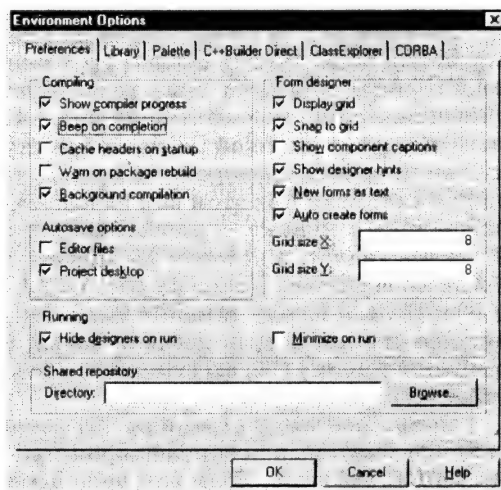 Environment Options
Preferences Library Palette C++Builder Direct ClassExplorer CORBA
Compiling
Show compiler progress
Beep on completion
Cache headers on startup
Warn on package rebuild
Background compilation
Autosave options
Editor files
Project desktop
Form designer
Display grid
Snap to grid
Show component captions
Show designer hints
New forms as text
Auto create forms
Grid size X: 8
Grid size Y: 8
Running
Hide designers on run
Minimize on run
Shared repository
Directory: Browse...
OK Cancel Help